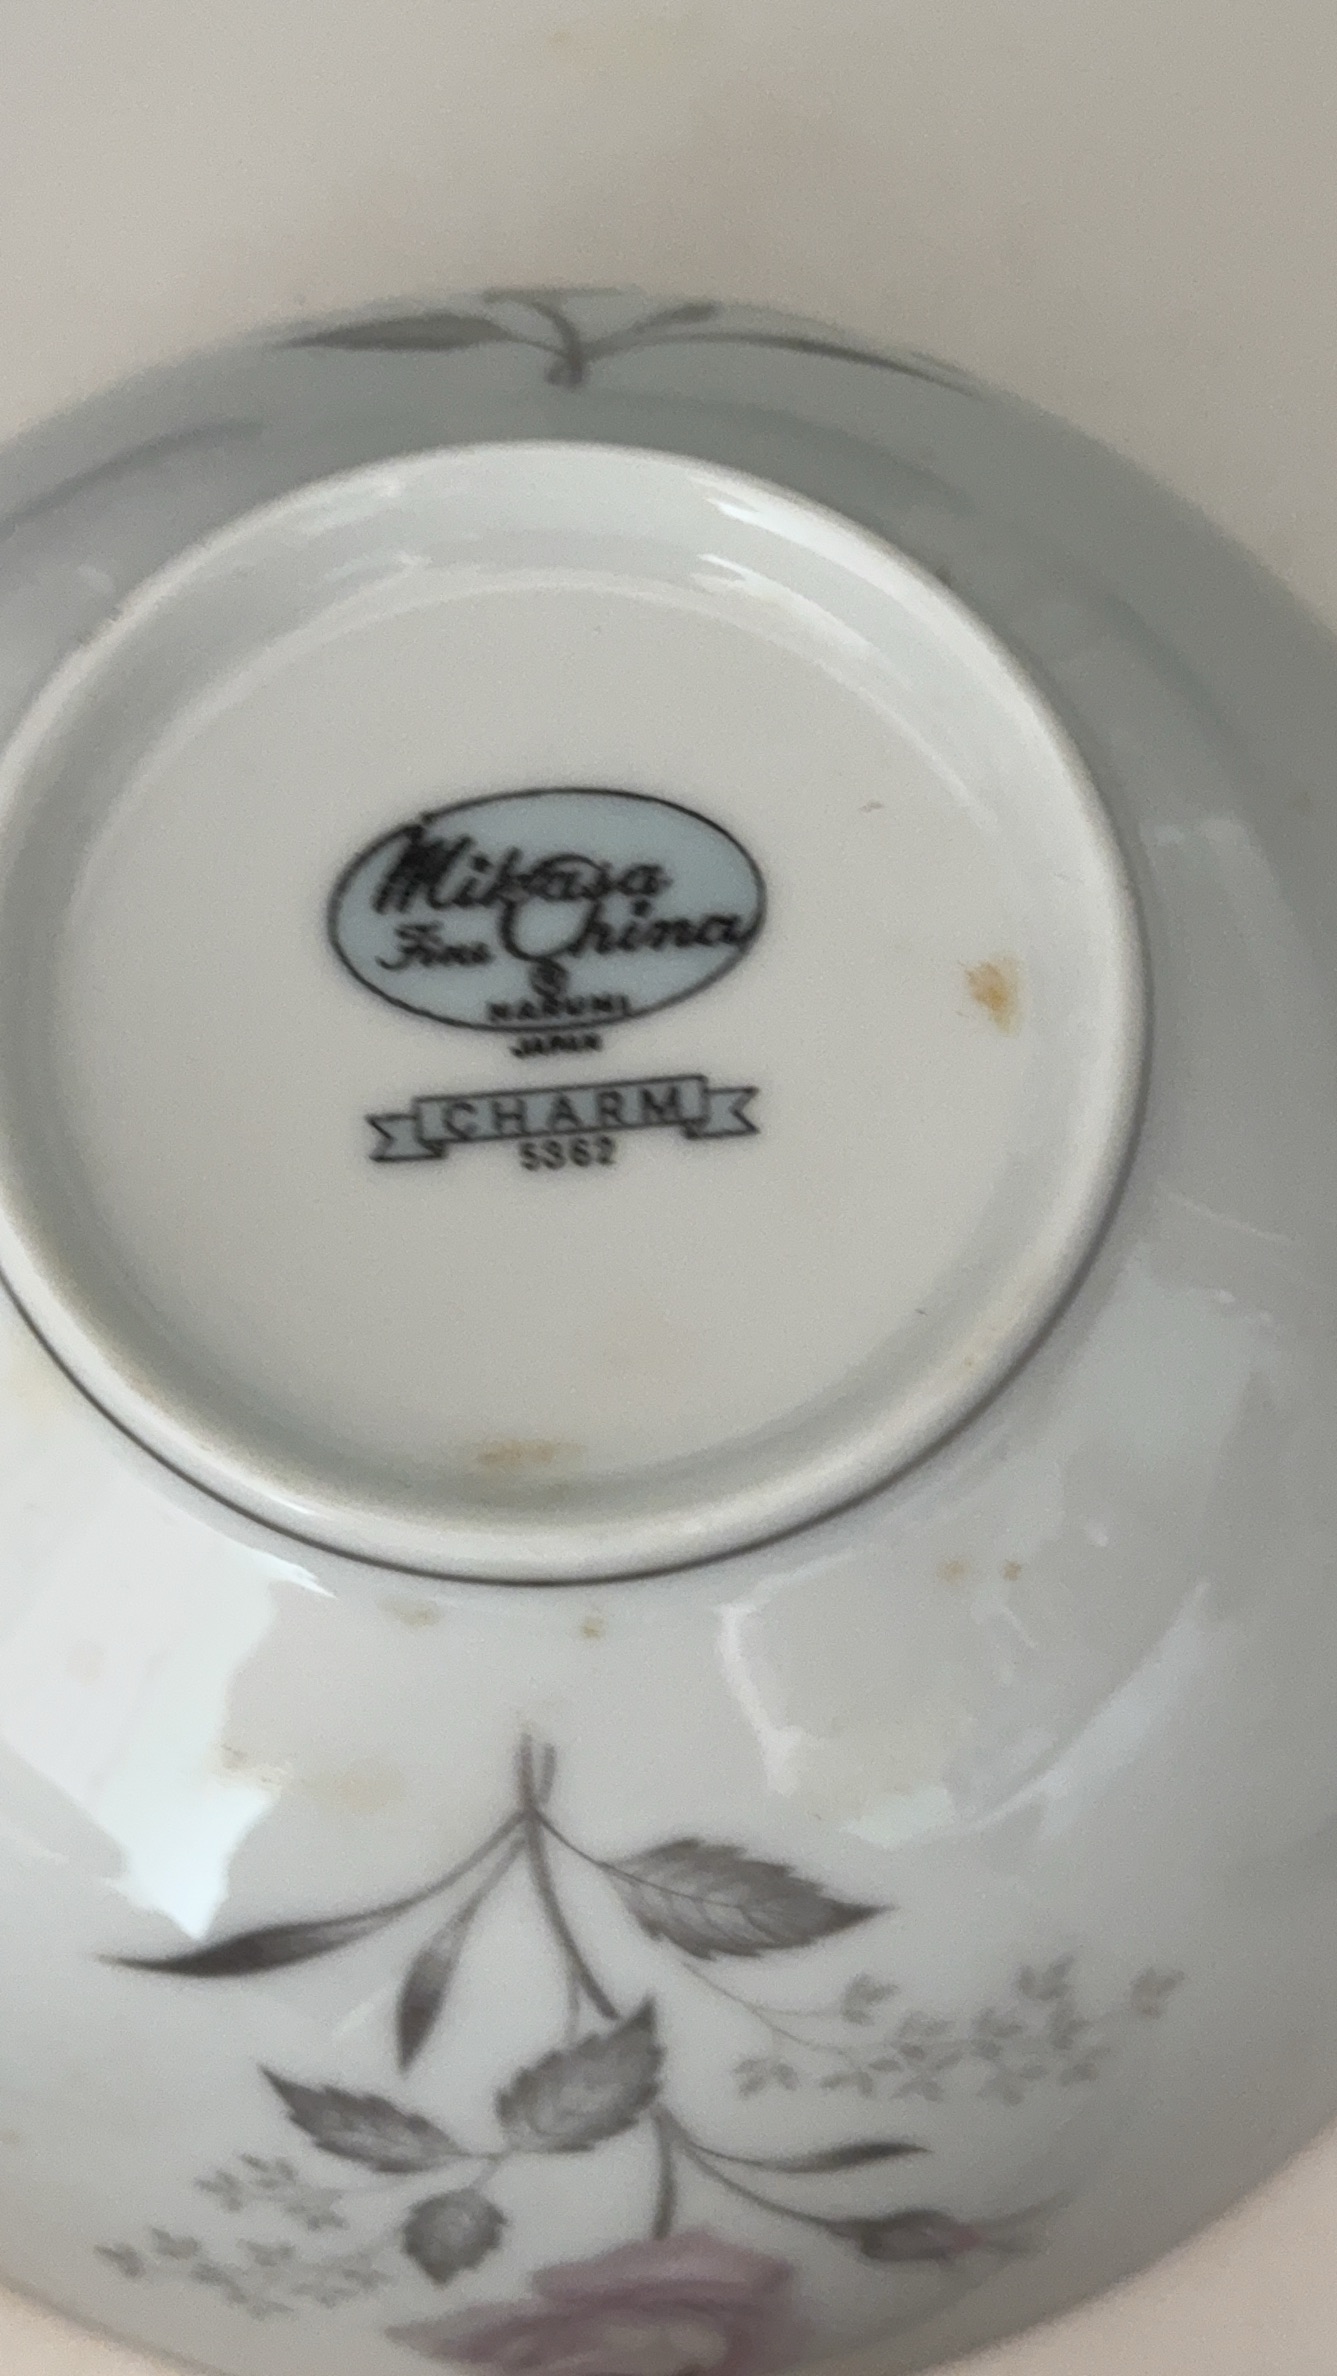 Mikasa
Fine China
NARUMI
JAPAN
CHARM
5362